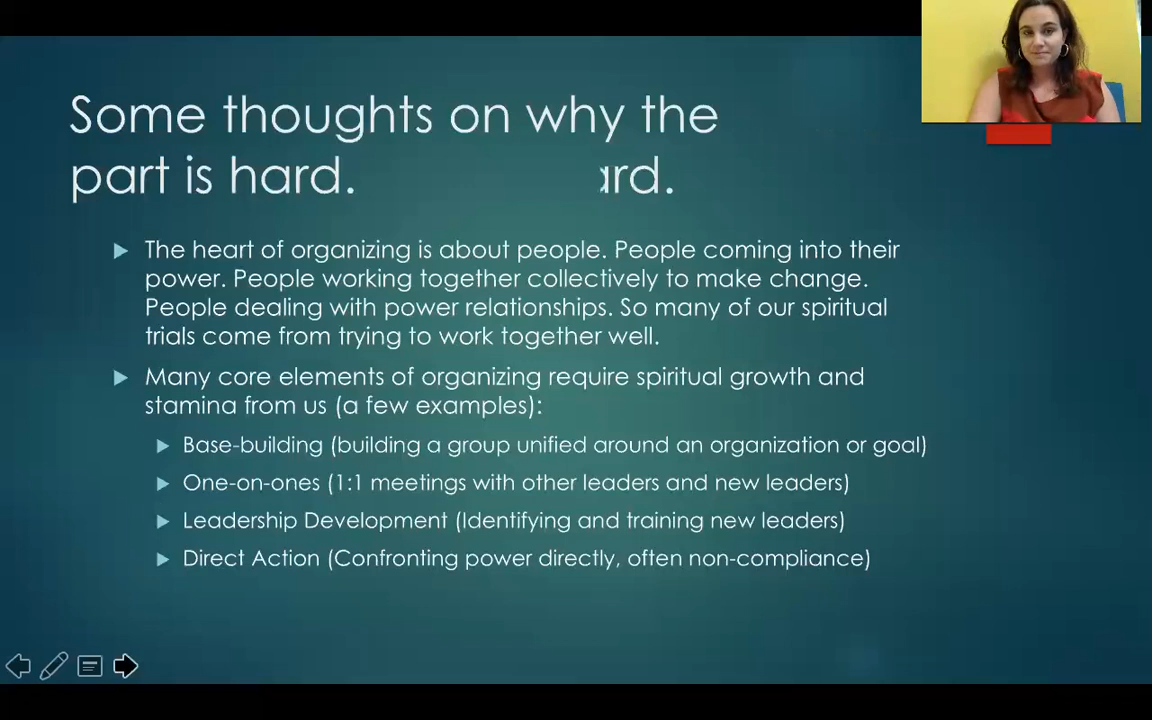 Some thoughts on why the
part is hard. ard.
The heart of organizing is about people. People coming into their
power. People working together collectively to make change.
People dealing with power relationships. So many of our spiritual
trials come from trying to work together well.
Many core elements of organizing require spiritual growth and
stamina from us (a few examples):
Base-building (building a group unified around an organization or goal)
One-on-ones (1:1 meetings with other leaders and new leaders)
Leadership Development (Identifying and training new leaders)
Direct Action (Confronting power directly, often non-compliance)